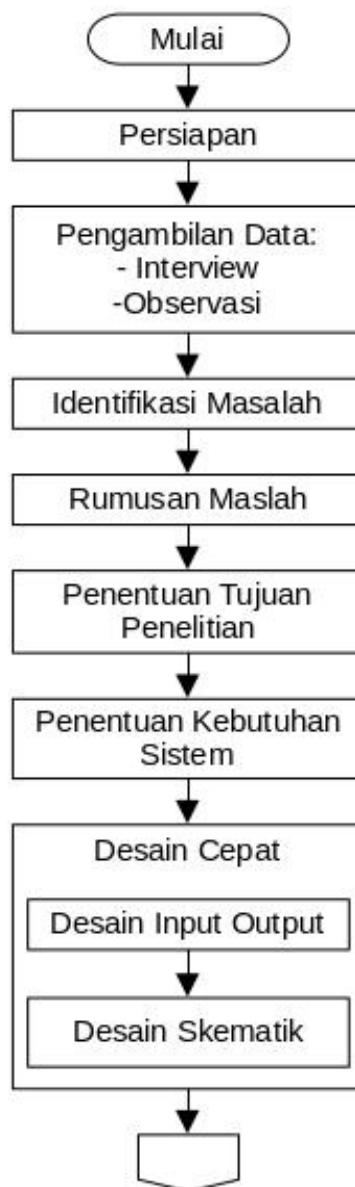 Mulai
Persiapan
Pengambilan Data:
- Interview
-Observasi
Identifikasi Masalah
Rumusan Maslah
Penentuan Tujuan
Penelitian
Penentuan Kebutuhan
Sistem
Desain Cepat
Desain Input Output
Desain Skematik